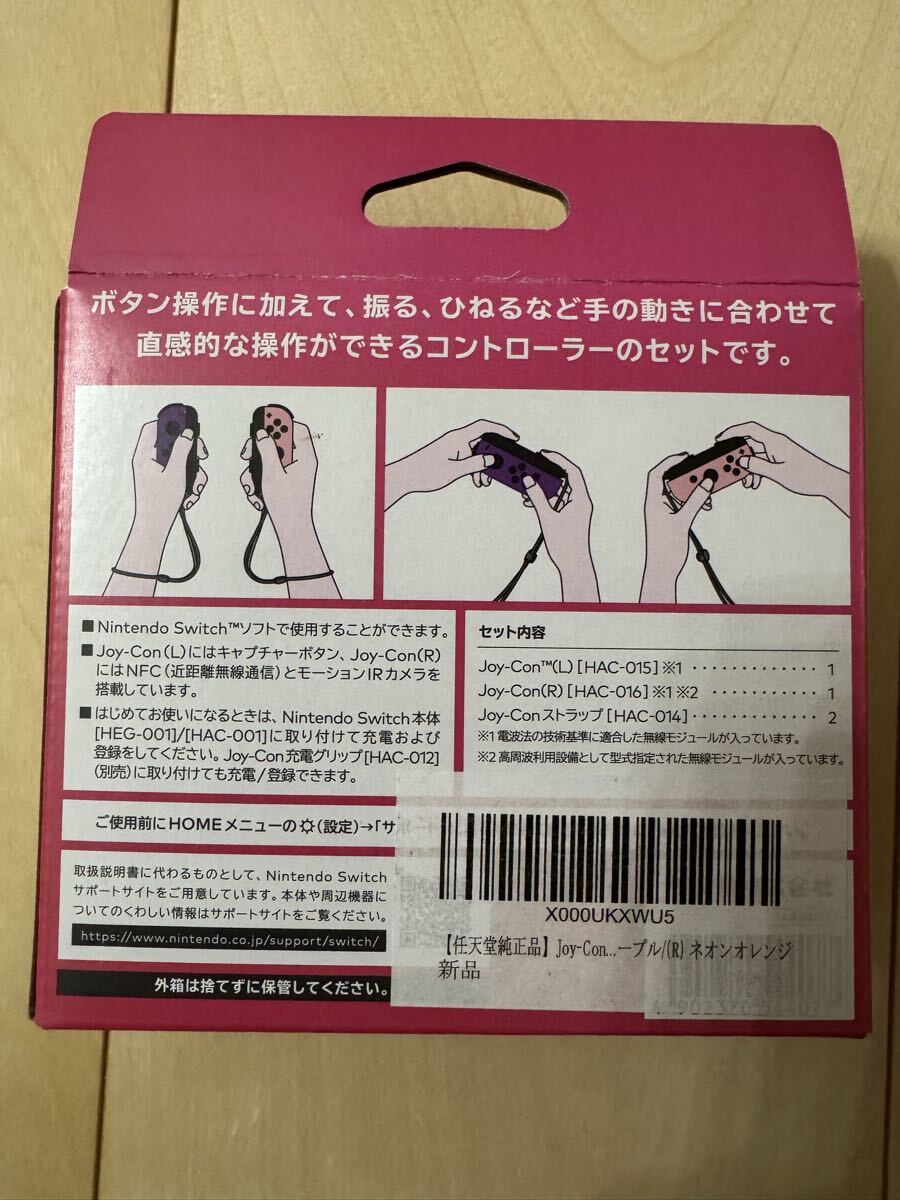 ボタン操作に加えて、振る、ひねるなど手の動きに合わせて
直感的な操作ができるコントローラーのセットです。
■Nintendo Switch™ソフトで使用することができます。
■Joy-Con(L)にはキャプチャーボタン、Joy-Con(R)
にはNFC(近距離無線通信)とモーションIRカメラを
搭載しています。
■はじめてお使いになるときは、Nintendo Switch本体
[HEG-001]/[HAC-001]に取り付けて充電および
登録をしてください。Joy-Con充電グリップ[HAC-012]
(別売)に取り付けても充電/登録できます。
セット内容
Joy-Con™(L)[HAC-015]※1 ・・・・・・・・・・・・ 1
Joy-Con(R)[HAC-016]※1※2 ・・・・・・・・・・ 1
Joy-Conストラップ[HAC-014]・・・・・・・・・・・・ 2
※1 電波法の技術基準に適合した無線モジュールが入っています。
※2 高周波利用設備として型式指定された無線モジュールが入っています。
ご使用前にHOMEメニューの(設定)→「サ
取扱説明書に代わるものとして、Nintendo Switch
サポートサイトをご用意しています。本体や周辺機器に
ついてのくわしい情報はサポートサイトをご覧ください。
https://www.nintendo.co.jp/support/switch/
外箱は捨てずに保管してください。
X000UKXWU5
【任天堂純正品】Joy-Con...ープル/(R) ネオンオレンジ
新品